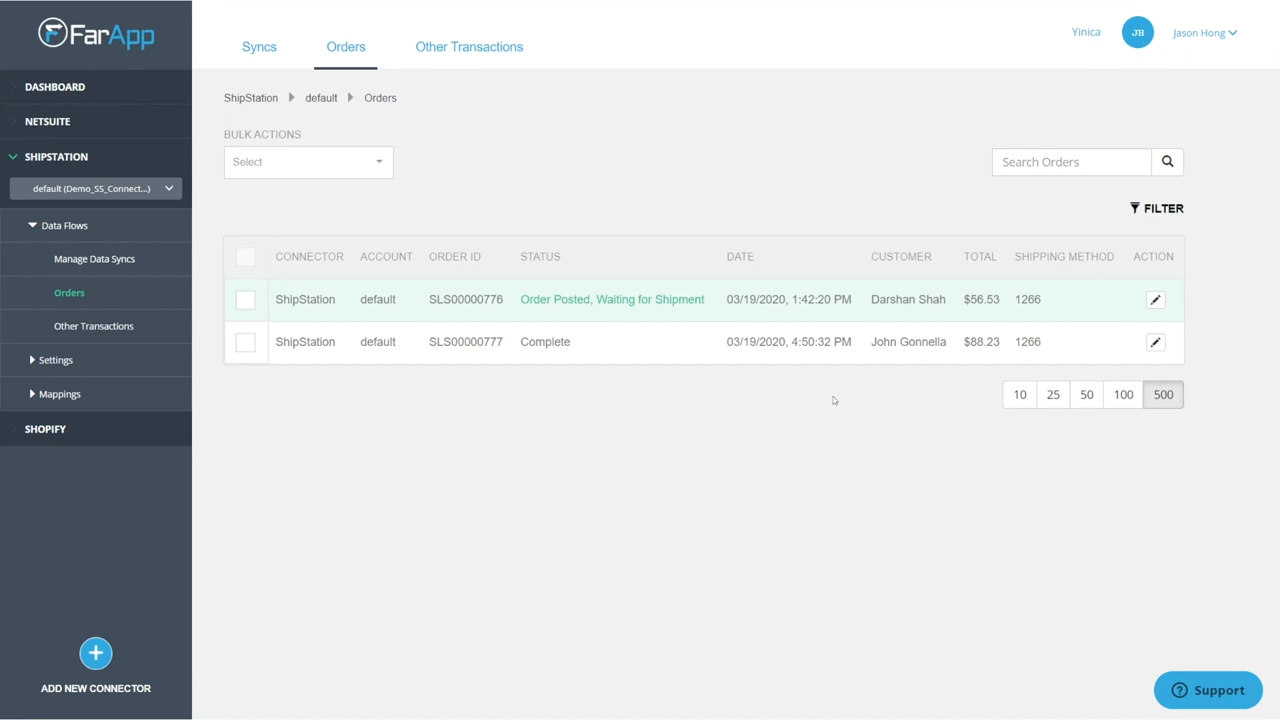 FarApp
DASHBOARD
NETSUITE
SHIPSTATION
default (Demo_SS_Connect...)
Data Flows
Manage Data Syncs
Orders
Other Transactions
Settings
Mappings
SHOPIFY
ADD NEW CONNECTOR
Syncs Orders Other Transactions
Yinica JH Jason Hong
ShipStation default Orders
BULK ACTIONS
Select
Search Orders
FILTER
CONNECTOR ACCOUNT ORDER ID STATUS DATE CUSTOMER TOTAL SHIPPING METHOD ACTION
ShipStation default SLS00000776 Order Posted, Waiting for Shipment 03/19/2020, 1:42:20 PM Darshan Shah $56.53 1266
ShipStation default SLS00000777 Complete 03/19/2020, 4:50:32 PM John Gonnella $88.23 1266
10 25 50 100 500
Support